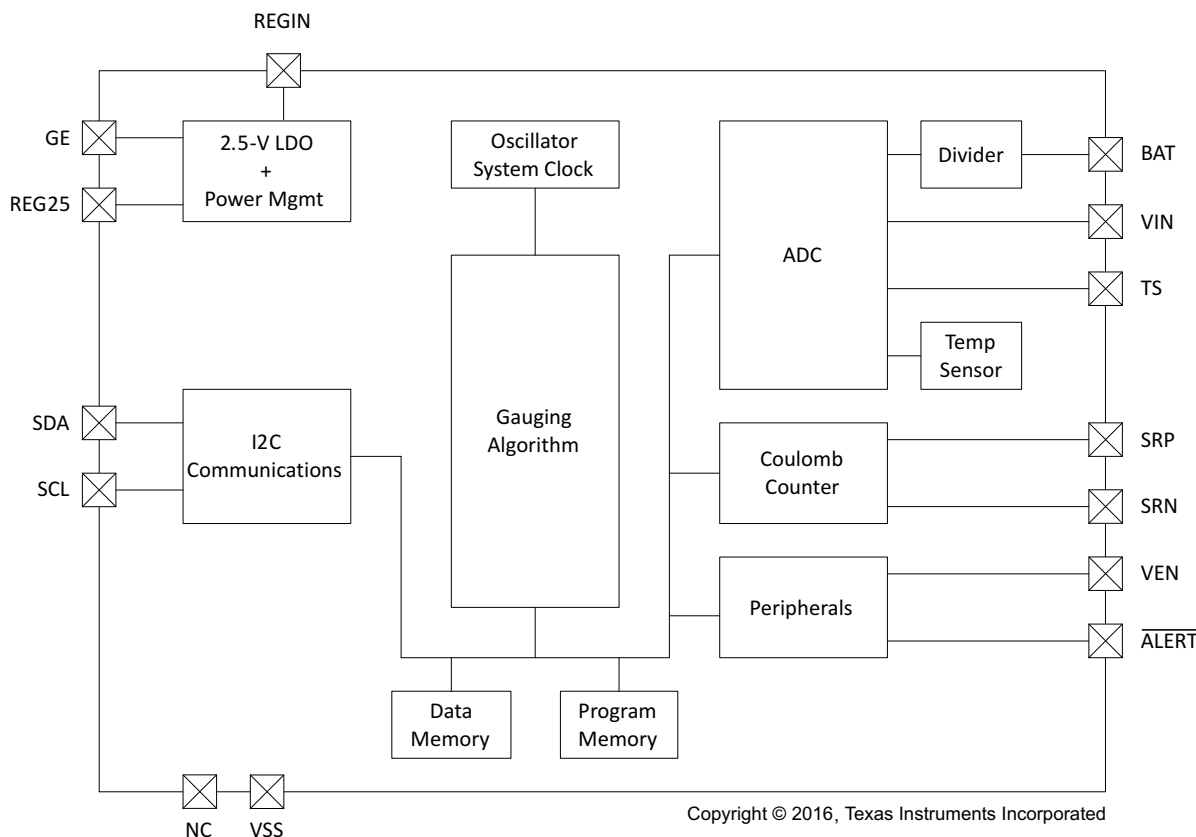 REGIN
GE
2.5-V LDO
+
Power Mgmt
REG25
Oscillator
System Clock
ADC
Divider
BAT
VIN
TS
Temp
Sensor
SDA
I2C
Communications
SCL
Gauging
Algorithm
Coulomb
Counter
SRP
SRN
Peripherals
VEN
ALERT
Data
Memory
Program
Memory
NC
VSS
Copyright © 2016, Texas Instruments Incorporated